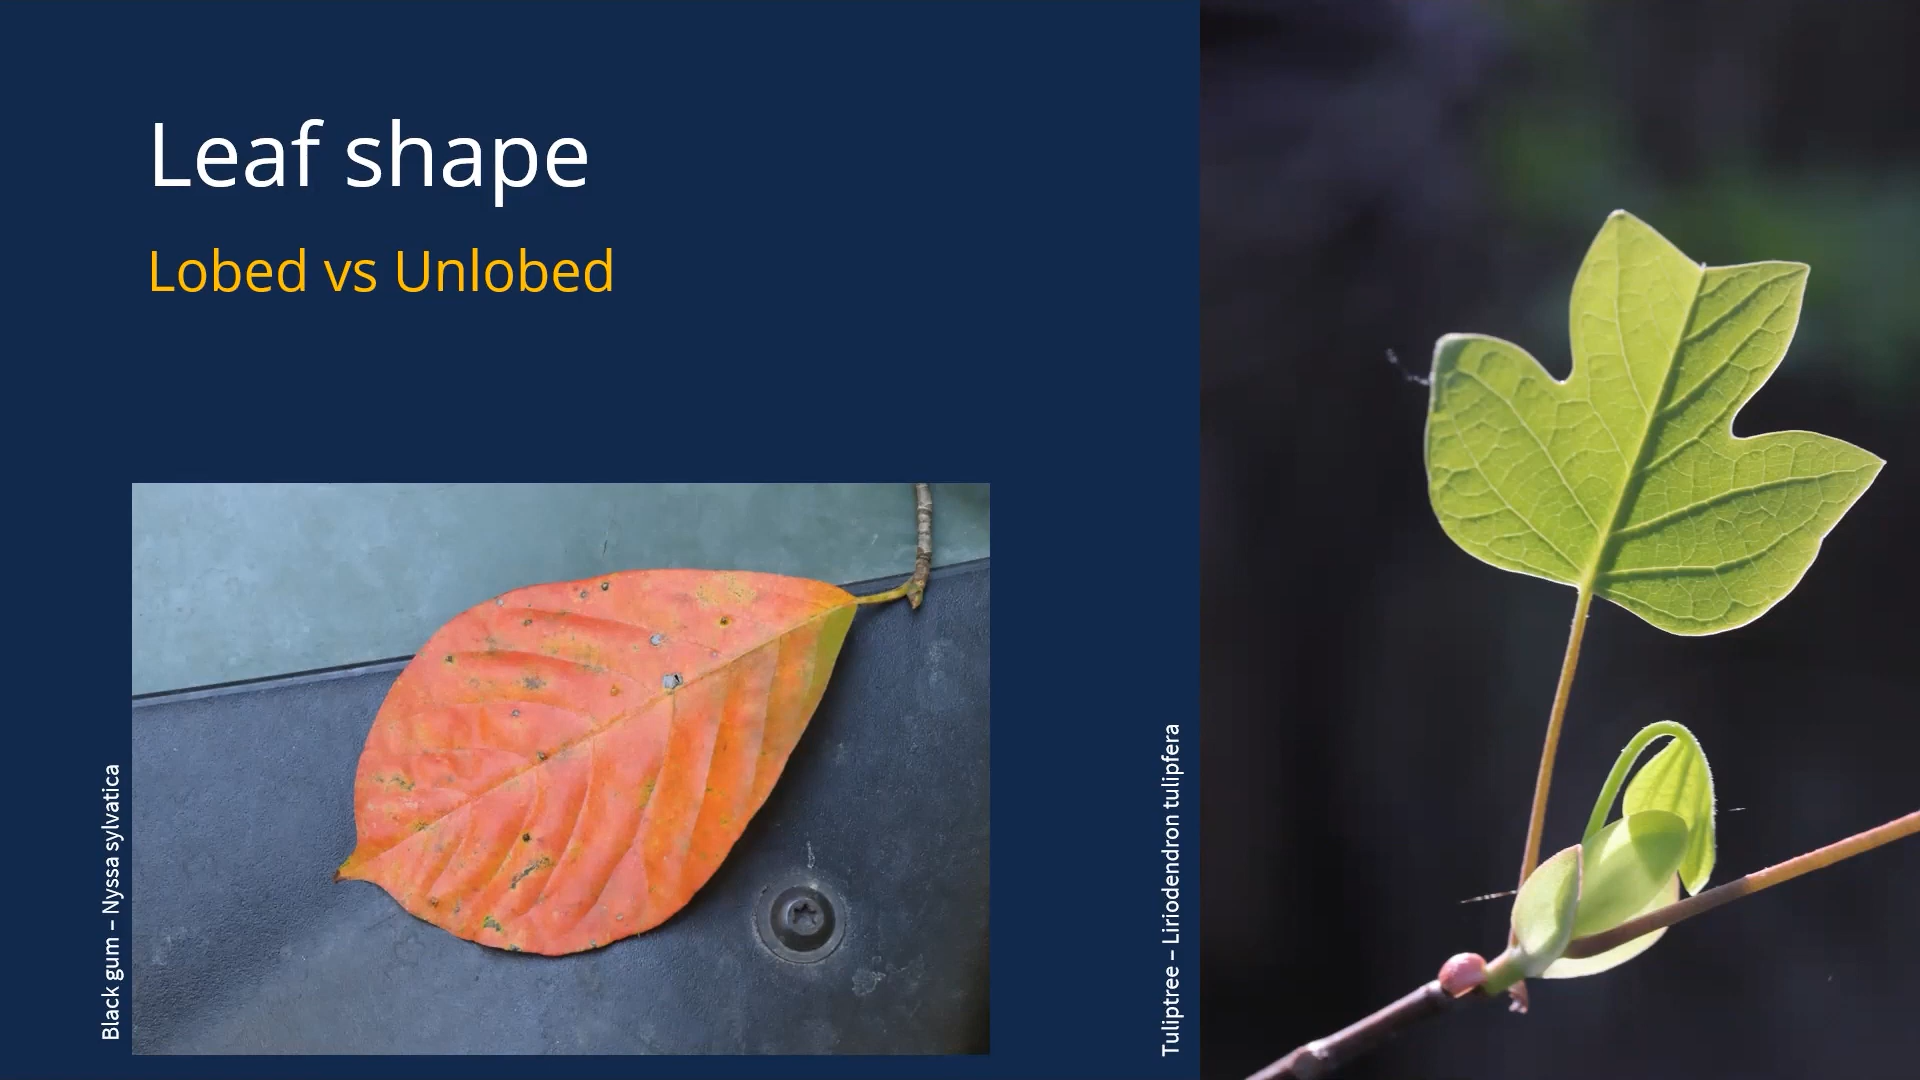 Leaf shape
Lobed vs Unlobed
Black gum – Nyssa sylvatica
Tuliptree – Liriodendron tulipfera